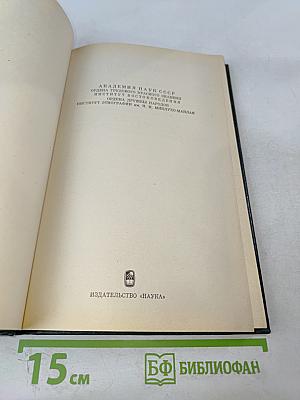 АКАДЕМИЯ НАУК СССР
ОРДЕНА ТРУДОВОГО КРАСНОГО ЗНАМЕНИ
ИНСТИТУТ ВОСТОКОВЕДЕНИЯ
ОРДЕНА ДРУЖБЫ НАРОДОВ
ИНСТИТУТ ЭТНОГРАФИИ им. Н. Н. МИКЛУХО-МАКЛАЯ
ИЗДАТЕЛЬСТВО «НАУКА»
15 см
БФ БИБЛИОФАН